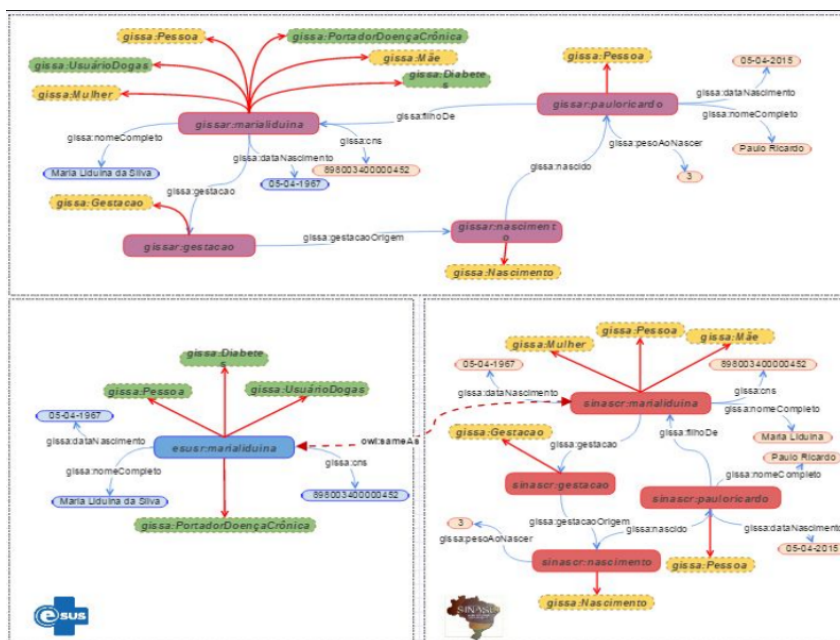 gissa:Pessoa
gissa:PortadorDoençaCrônica
gissa:UsuárioDogas
gissa:Mãe
gissa:Mulher
gissa:Diabete
s
gissar:marialiduina
gissa:nomeCompleto
gissa:dataNascimento
gissa:cns
Maria Liduina da Silva
05-04-1967
898003400000452
gissa:filhoDe
gissa:Pessoa
05-04-2015
gissa:dataNascimento
gissar:pauloricardo
gissa:nomeCompleto
gissa:pesoAoNascer
Paulo Ricardo
3
gissa:nascido
gissa:Gestacao
gissa:gestacao
gissar:gestacao
gissa:gestacaoOrigem
gissar:nasciment
o
gissa:Nascimento
gissa:Diabete
s
gissa:Pessoa
gissa:UsuárioDogas
05-04-1967
gissa:dataNascimento
esusr:marialiduina
owl:sameAs
gissa:nomeCompleto
gissa:cns
Maria Liduina da Silva
898003400000452
gissa:PortadorDoençaCrônica
e sus
gissa:Pessoa
gissa:Mulher
gissa:Mãe
05-04-1967
898003400000452
gissa:dataNascimento
gissa:cns
sinascr:marialiduina
gissa:nomeCompleto
gissa:Gestacao
gissa:filhoDe
Maria Liduina
gissa:gestacao
Paulo Ricardo
gissa:nomeCompleto
sinascr:gestacao
sinascr:pauloricardo
3
gissa:gestacaoOrigem
gissa:nascido
gissa:dataNascimento
gissa:pesoAoNascer
05-04-2015
sinascr:nascimento
gissa:Pessoa
gissa:Nascimento